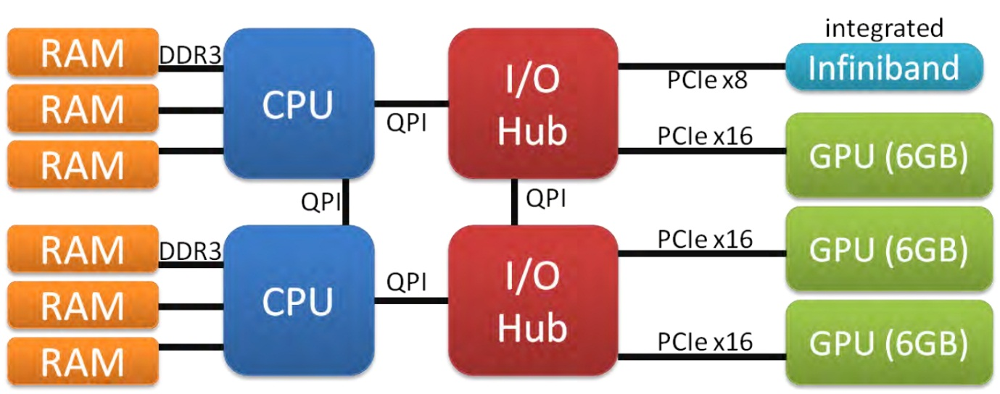 integrated
RAM
DDR3
CPU
I/O
Hub
Infiniband
PCIe x8
RAM
QPI
PCIe x16
GPU (6GB)
RAM
QPI
QPI
RAM
DDR3
CPU
I/O
Hub
PCIe x16
GPU (6GB)
RAM
QPI
RAM
PCIe x16
GPU (6GB)